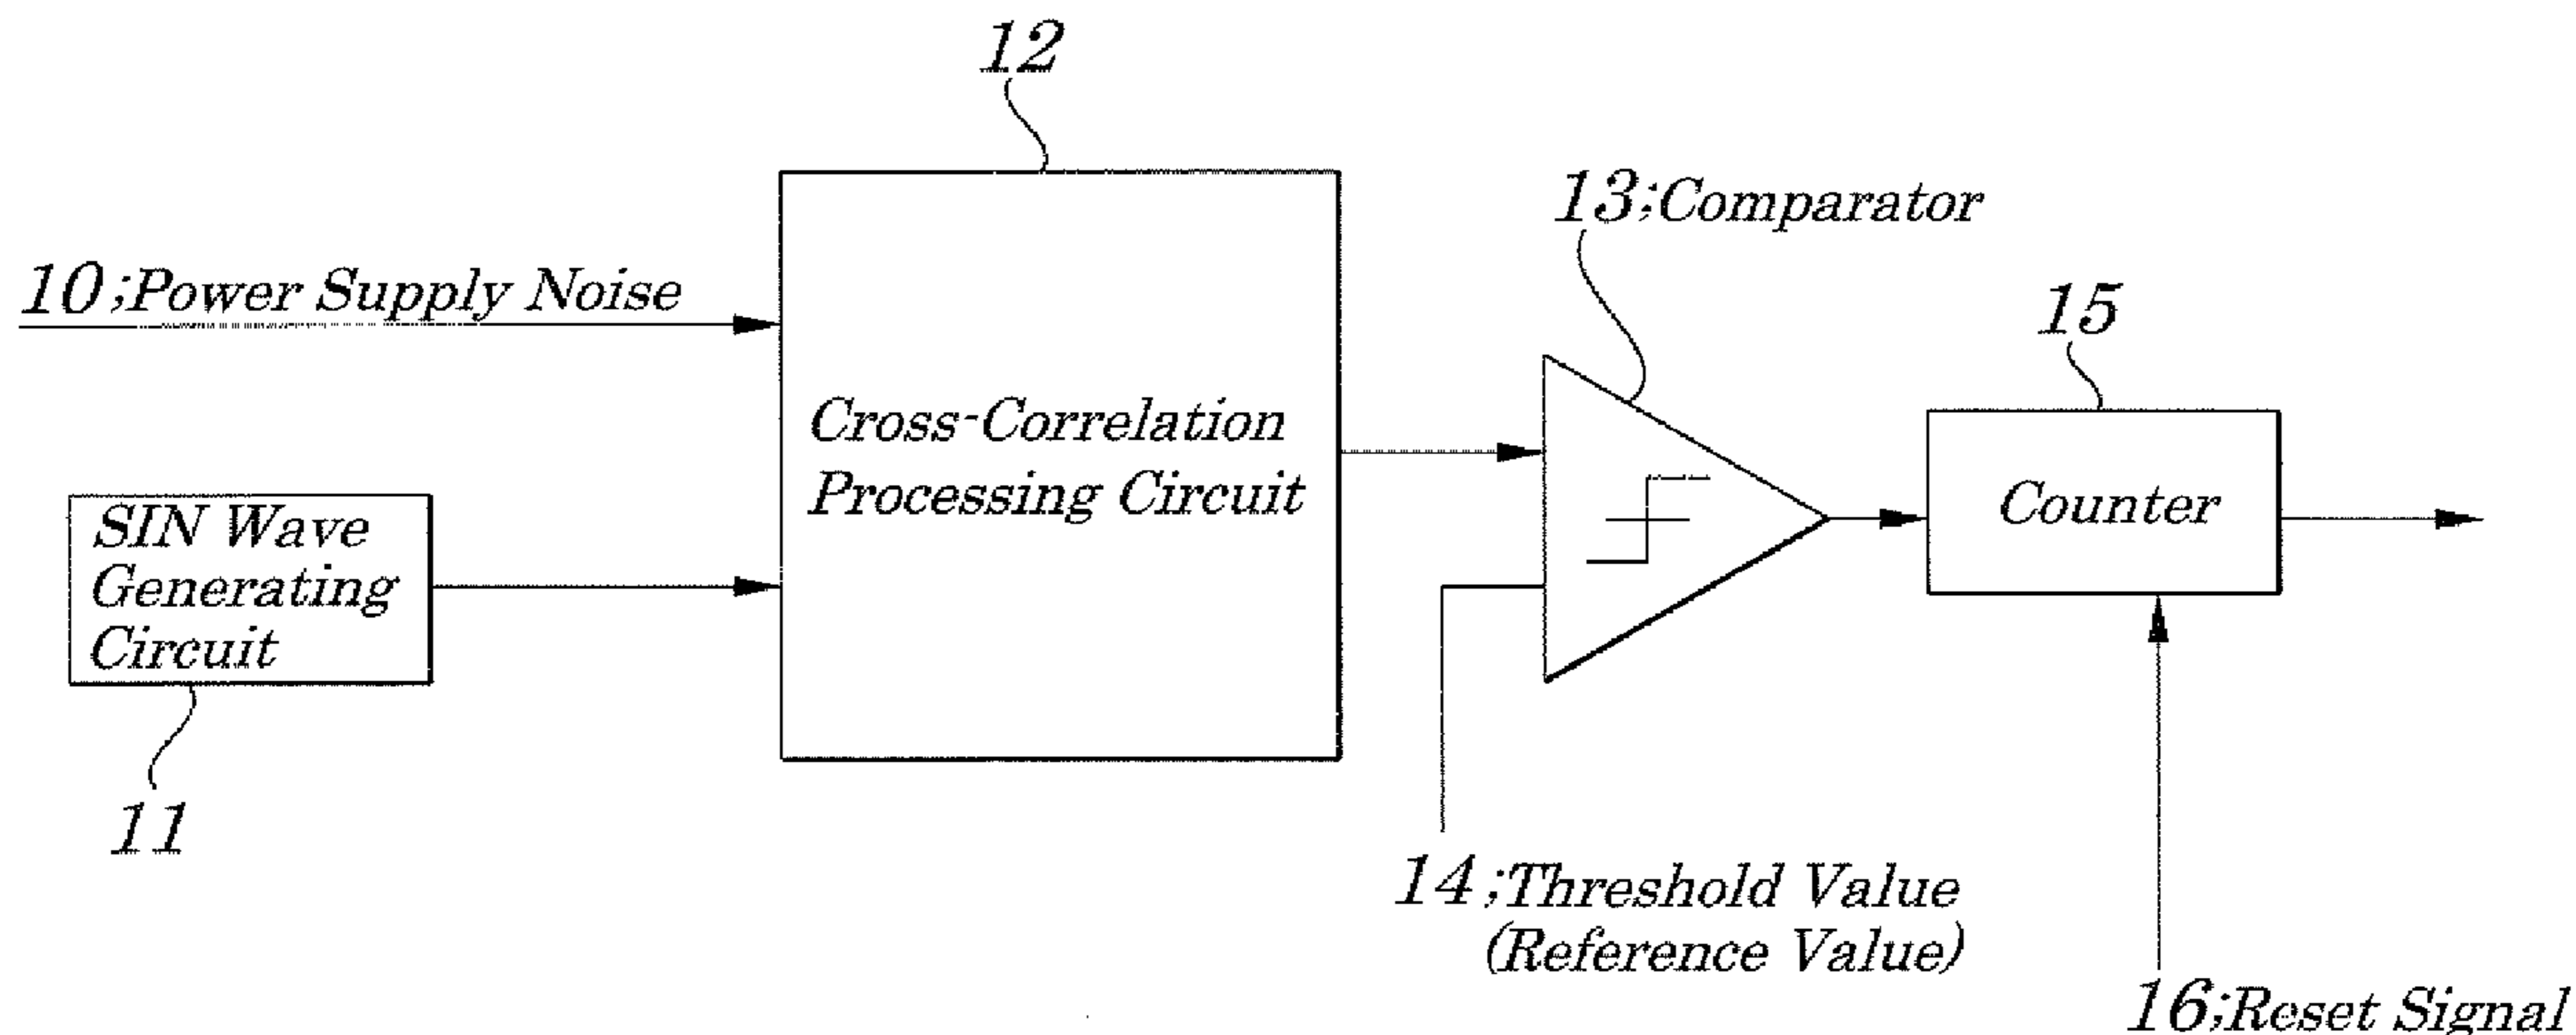 12
13;Comparator
10;Power Supply Noise
15
Cross-Correlation
Processing Circuit
SIN Wave
Generating
Circuit
Counter
11
14;Threshold Value
(Reference Value)
16;Reset Signal